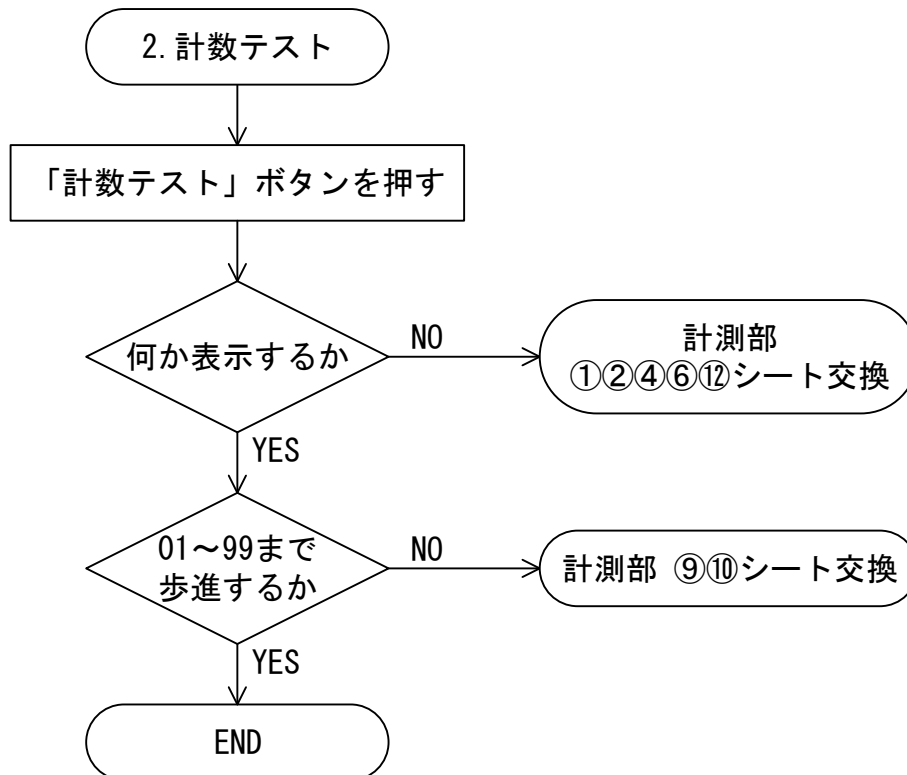 2.計数テスト
「計数テスト」ボタンを押す
何か表示するか
NO
計測部
①②④⑥⑫シート交換
YES
01～99まで
歩進するか
NO
計測部 ⑨⑩シート交換
YES
END